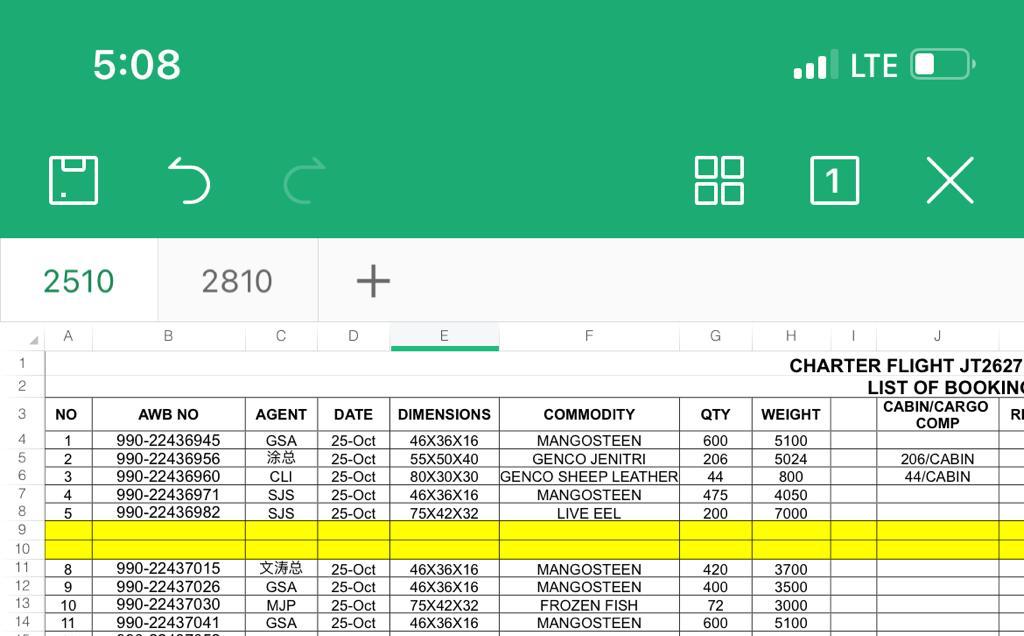 5:08 LTE
1
2510 2810 +
A B C D E F G H I J
1 CHARTER FLIGHT JT2627
2 LIST OF BOOKING
3 NO AWB NO AGENT DATE DIMENSIONS COMMODITY QTY WEIGHT CABIN/CARGO COMP
4 1 990-22436945 GSA 25-Oct 46X36X16 MANGOSTEEN 600 5100
5 2 990-22436956 涂总 25-Oct 55X50X40 GENCO JENITRI 206 5024 206/CABIN
6 3 990-22436960 CLI 25-Oct 80X30X30 GENCO SHEEP LEATHER 44 800 44/CABIN
7 4 990-22436971 SJS 25-Oct 46X36X16 MANGOSTEEN 475 4050
8 5 990-22436982 SJS 25-Oct 75X42X32 LIVE EEL 200 7000
9
10
11 8 990-22437015 文涛总 25-Oct 46X36X16 MANGOSTEEN 420 3700
12 9 990-22437026 GSA 25-Oct 46X36X16 MANGOSTEEN 400 3500
13 10 990-22437030 MJP 25-Oct 75X42X32 FROZEN FISH 72 3000
14 11 990-22437041 GSA 25-Oct 46X36X16 MANGOSTEEN 600 5100